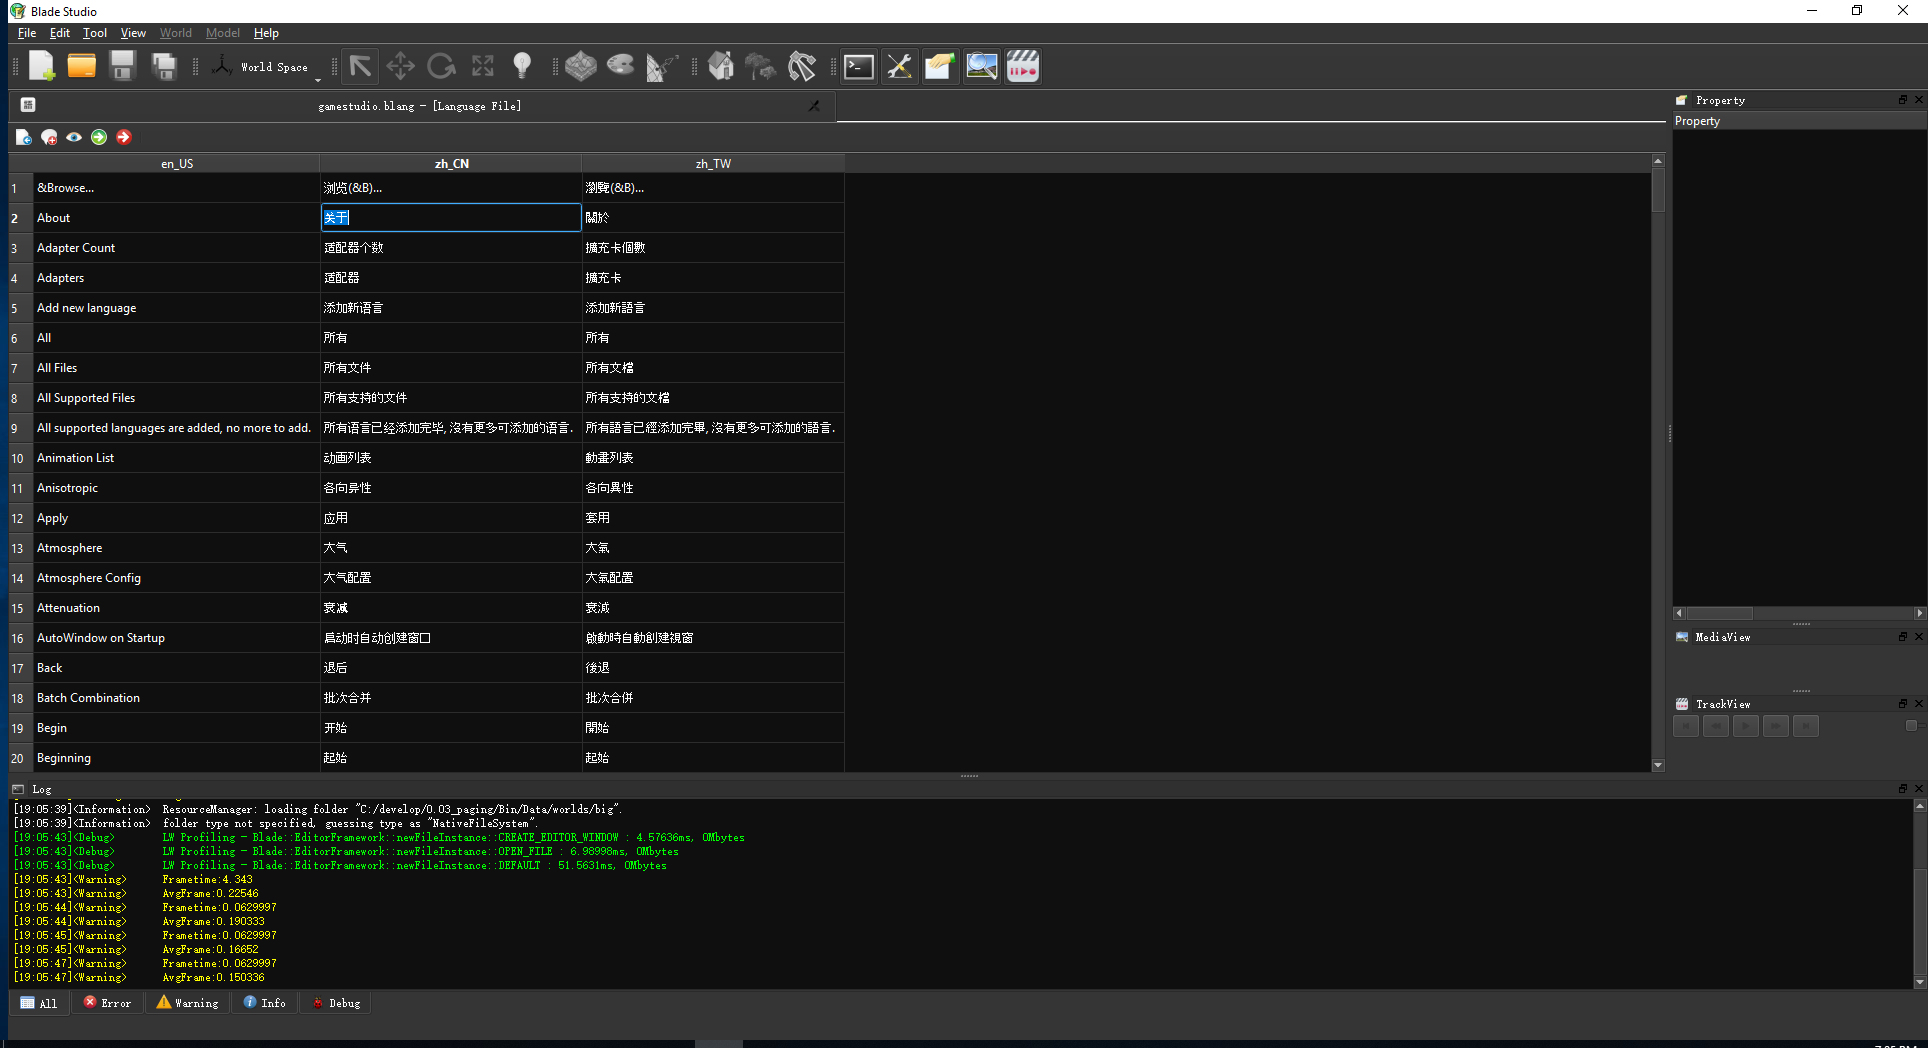 Blade Studio
File Edit Tool View World Model Help
World Space
gamestudio.blang - [Language File]
en_US zh_CN zh_TW
1 &Browse... 浏览(&B)... 瀏覽(&B)...
2 About 关于 關於
3 Adapter Count 适配器个数 擴充卡個數
4 Adapters 适配器 擴充卡
5 Add new language 添加新语言 添加新語言
6 All 所有 所有
7 All Files 所有文件 所有文檔
8 All Supported Files 所有支持的文件 所有支持的文檔
9 All supported languages are added, no more to add. 所有语言已经添加完毕, 沒有更多可添加的语言. 所有語言已經添加完畢, 沒有更多可添加的語言.
10 Animation List 动画列表 動畫列表
11 Anisotropic 各向异性 各向異性
12 Apply 应用 套用
13 Atmosphere 大气 大氣
14 Atmosphere Config 大气配置 大氣配置
15 Attenuation 衰减 衰減
16 AutoWindow on Startup 启动时自动创建窗口 啟動時自動創建視窗
17 Back 退后 後退
18 Batch Combination 批次合并 批次合併
19 Begin 开始 開始
20 Beginning 起始 起始
Property
Property
MediaView
TrackView
Log
[19:05:39]<Information> ResourceManager: loading folder "C:/develop/0.03_paging/Bin/Data/worlds/big".
[19:05:39]<Information> folder type not specified, guessing type as "NativeFileSystem".
[19:05:43]<Debug> LW Profiling - Blade::EditorFramework::newFileInstance::CREATE_EDITOR_WINDOW : 4.57636ms, 0Mbytes
[19:05:43]<Debug> LW Profiling - Blade::EditorFramework::newFileInstance::OPEN_FILE : 6.98998ms, 0Mbytes
[19:05:43]<Debug> LW Profiling - Blade::EditorFramework::newFileInstance::DEFAULT : 51.5631ms, 0Mbytes
[19:05:43]<Warning> Frametime:4.343
[19:05:43]<Warning> AvgFrame:0.22546
[19:05:44]<Warning> Frametime:0.0629997
[19:05:44]<Warning> AvgFrame:0.190333
[19:05:45]<Warning> Frametime:0.0629997
[19:05:45]<Warning> AvgFrame:0.16652
[19:05:47]<Warning> Frametime:0.0629997
[19:05:47]<Warning> AvgFrame:0.150336
All Error Warning Info Debug